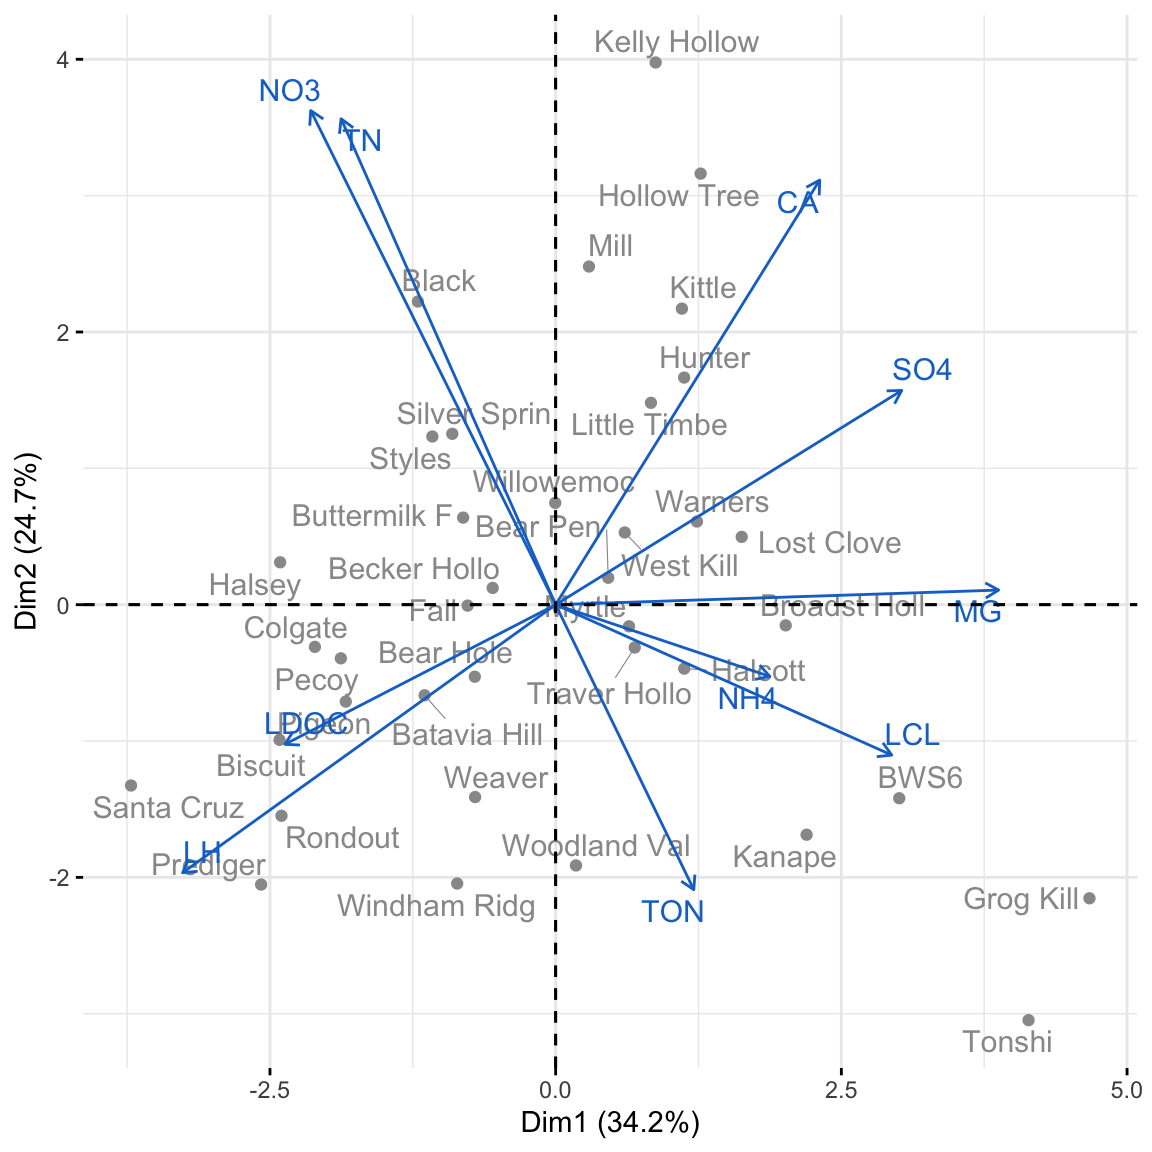 Kelly Hollow
4
NO3
TN
Hollow Tree
CA
Mill
Black
Kittle
2
Hunter
SO4
Silver Sprin
Little Timbe
Styles
Willowemoc
Warners
Buttermilk F
Bear Pen
Lost Clove
Becker Hollo
West Kill
Halsey
Dim2 (24.7%)
0
Fall
Myrtle
Broadst Holl
MG
Colgate
Bear Hole
Halcott
Pecoy
Traver Hollo
NH4
LDOC
Pigeon
Batavia Hill
LCL
Biscuit
Weaver
BWS6
Santa Cruz
Rondout
Woodland Val
LH
Kanape
Prediger
-2
Windham Ridg
TON
Grog Kill
Tonshi
-2.5
0.0
2.5
5.0
Dim1 (34.2%)